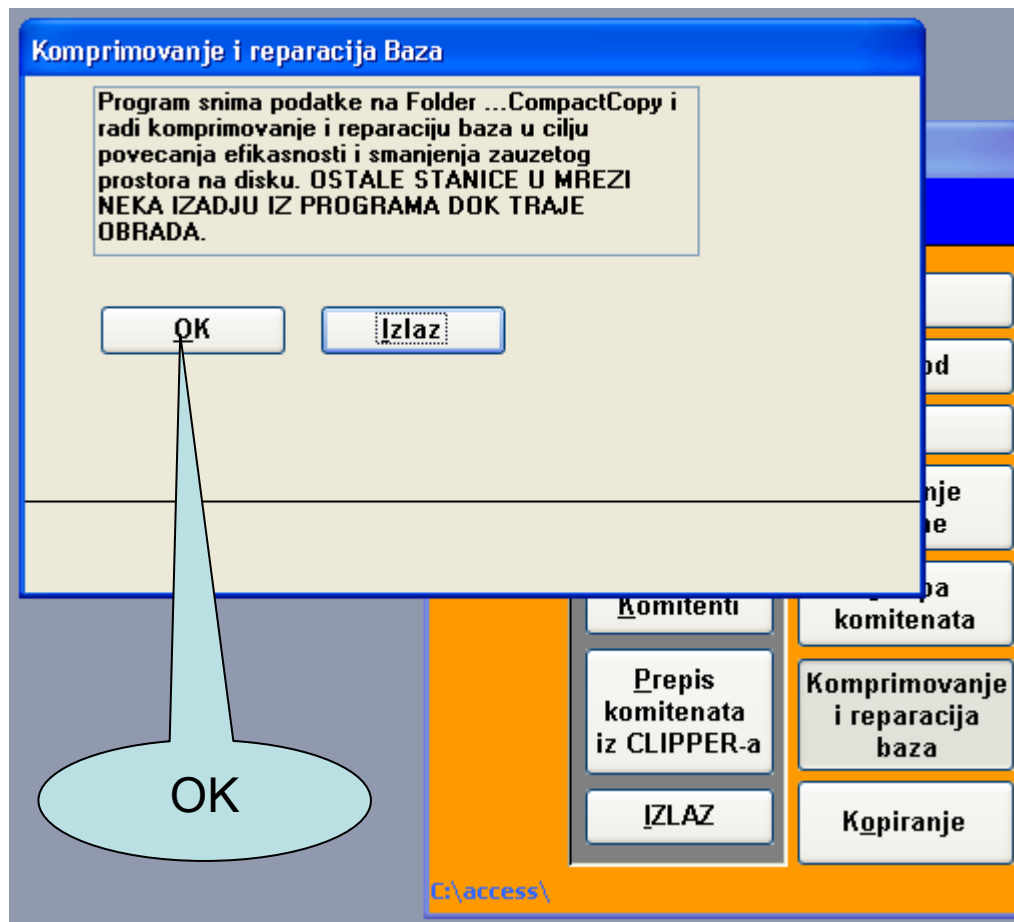 Komprimovanje i reparacija Baza
Program snima podatke na Folder ...CompactCopy i
radi komprimovanje i reparaciju baza u cilju
povecanja efikasnosti i smanjenja zauzetog
prostora na disku. OSTALE STANICE U MREZI
NEKA IZADJU IZ PROGRAMA DOK TRAJE
OBRADA.
OK
Izlaz
Komitenti
Prepis
komitenata
iz CLIPPER-a
IZLAZ
komitenata
Komprimovanje
i reparacija
baza
Kopiranje
OK
C:\access\